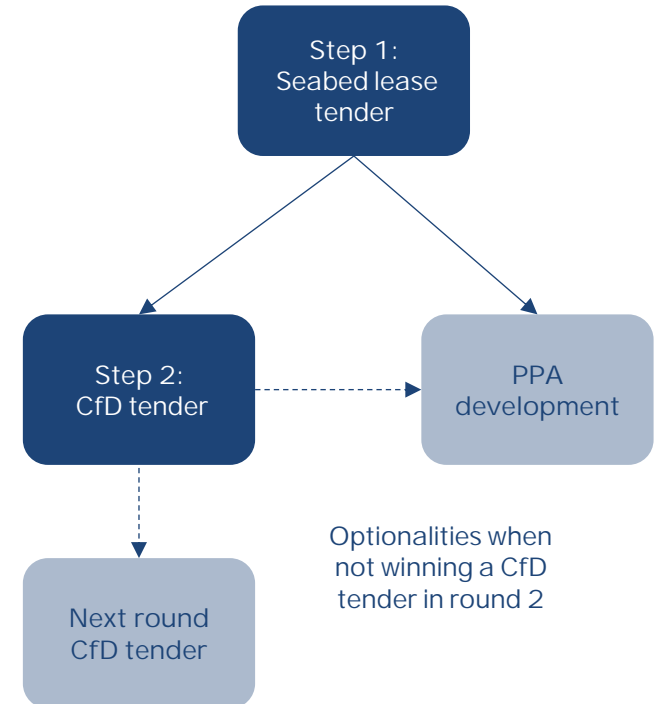 Step 1:
Seabed lease
tender
Step 2:
CfD tender
PPA
development
Optionalities when
not winning a CfD
tender in round 2
Next round
CfD tender